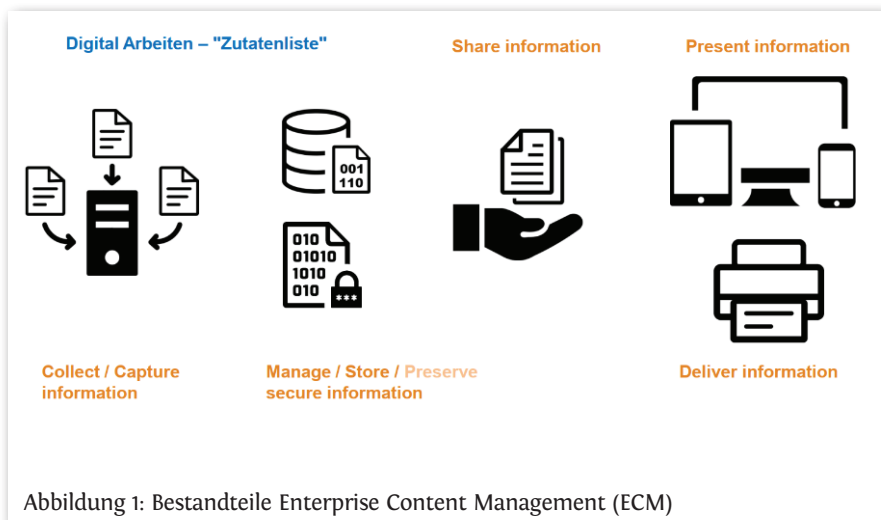 Digital Arbeiten – "Zutatenliste"
Share information
Present information
001
110
010
01010
1010
010
***
Collect / Capture
information
Manage / Store / Preserve
secure information
Deliver information
Abbildung 1: Bestandteile Enterprise Content Management (ECM)